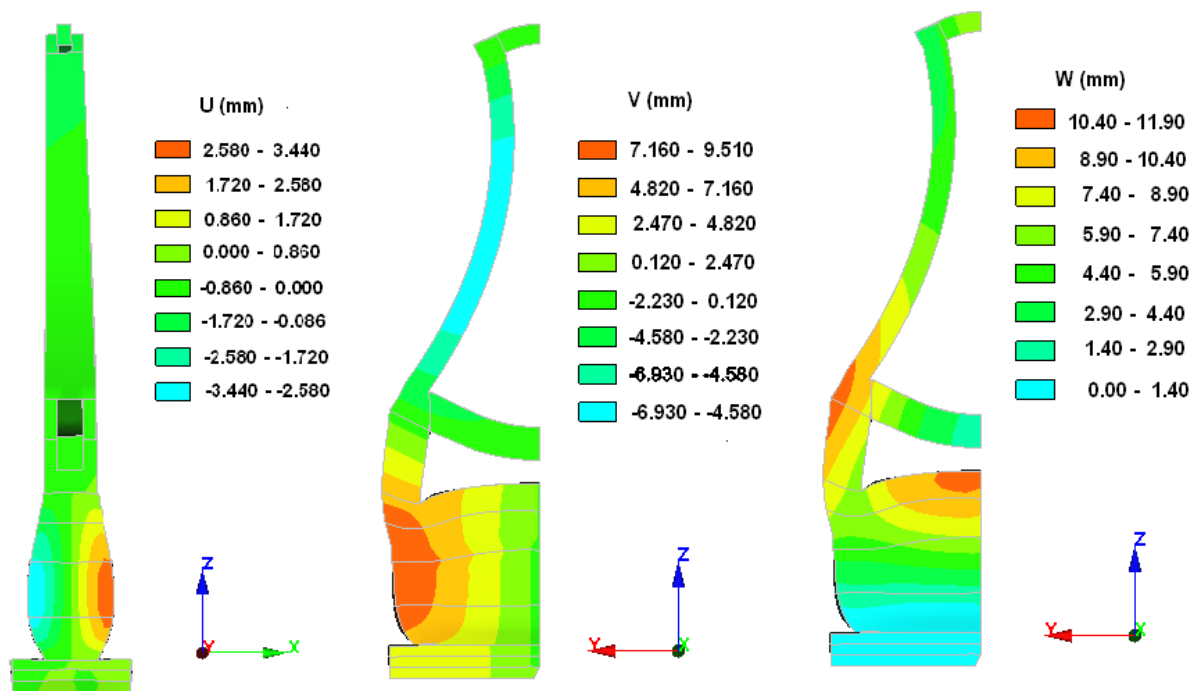 U (mm)
2.580 - 3.440
1.720 - 2.580
0.860 - 1.720
0.000 - 0.860
-0.860 - 0.000
-1.720 --0.086
-2.580 --1.720
-3.440 --2.580
Z
Y
X
V (mm)
7.160 - 9.510
4.820 - 7.160
2.470 - 4.820
0.120 - 2.470
-2.230 - 0.120
-4.580 - -2.230
-6.930 - -4.580
-6.930 - -4.580
Z
Y
X
W (mm)
10.40 - 11.90
8.90 - 10.40
7.40 - 8.90
5.90 - 7.40
4.40 - 5.90
2.90 - 4.40
1.40 - 2.90
0.00 - 1.40
Z
Y
X